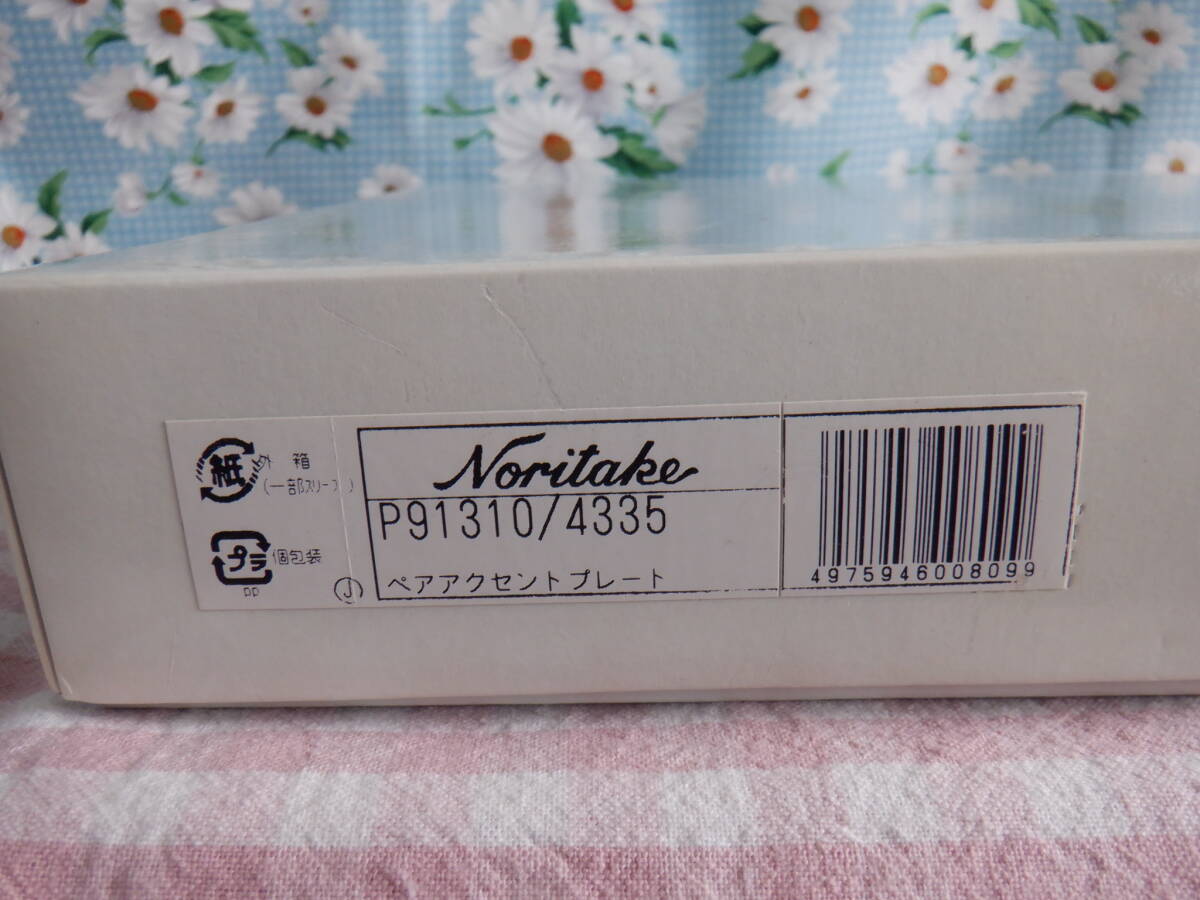 紙 外箱
(一部スリーブ)
プラ 個包装
PP
J
Noritake
P91310/4335
ペアアクセントプレート
4975946008099